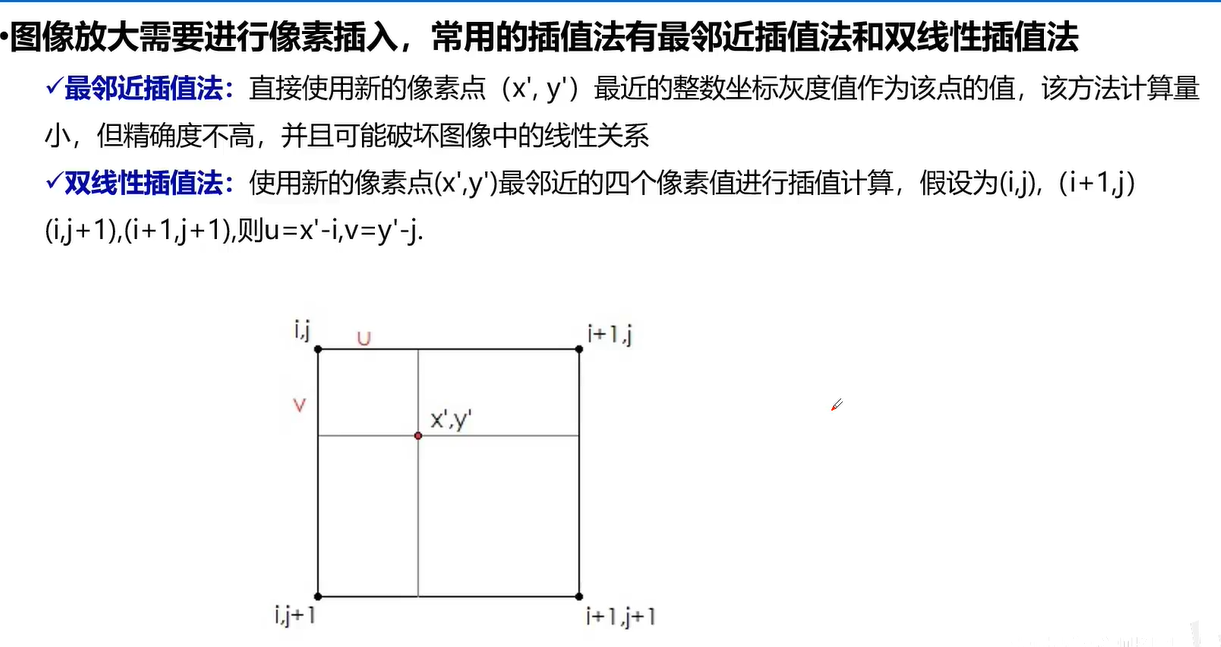 •图像放大需要进行像素插入，常用的插值法有最邻近插值法和双线性插值法
✓最邻近插值法：直接使用新的像素点（x', y'）最近的整数坐标灰度值作为该点的值，该方法计算量
小，但精确度不高，并且可能破坏图像中的线性关系
✓双线性插值法：使用新的像素点(x',y')最邻近的四个像素值进行插值计算，假设为(i,j),（i+1,j）
(i,j+1),(i+1,j+1),则u=x'-i,v=y'-j.
i,j
U
i+1,j
V
x',y'
i,j+1
i+1,j+1